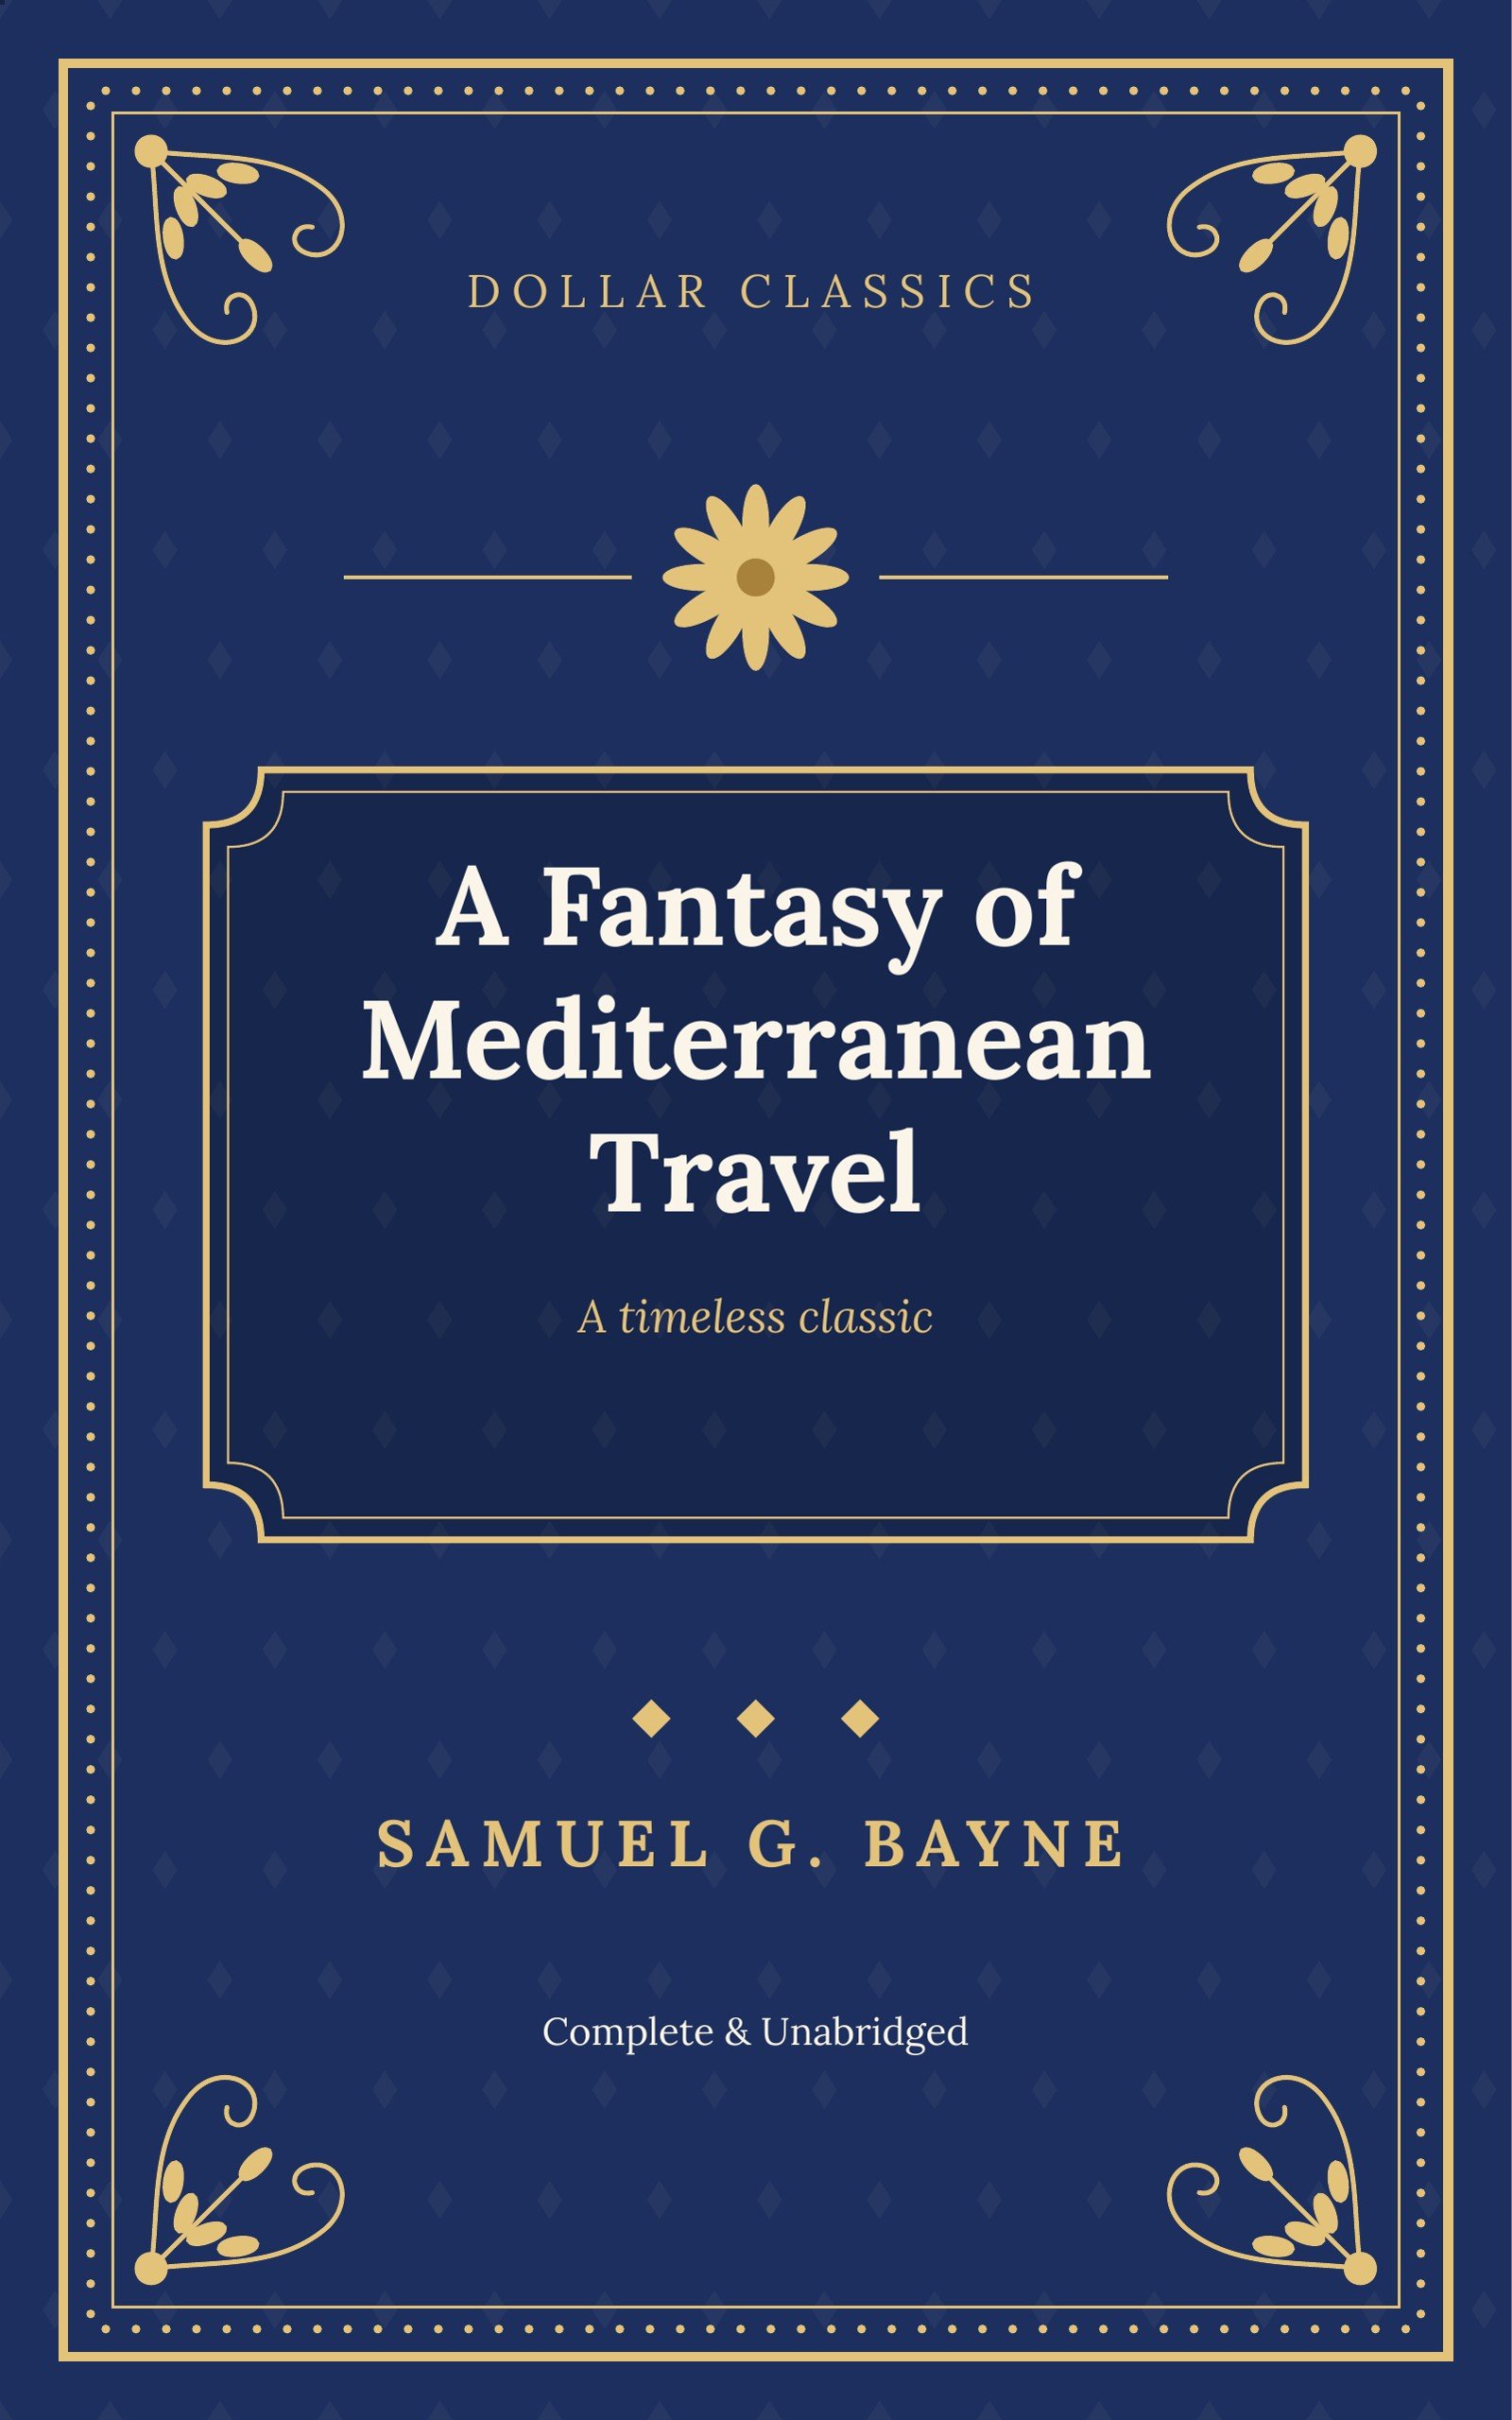 DOLLAR CLASSICS
A Fantasy of
Mediterranean
Travel
A timeless classic
SAMUEL G. BAYNE
Complete & Unabridged